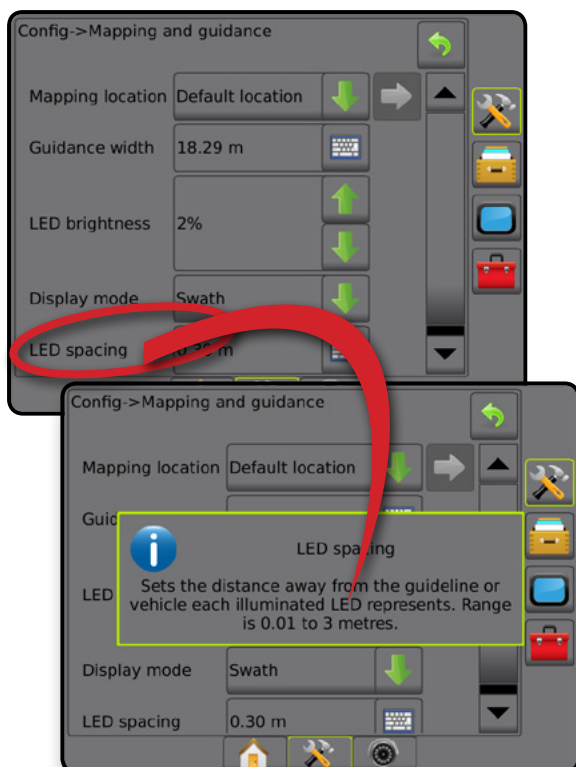 Config->Mapping and guidance
Mapping location Default location
Guidance width 18.29 m
LED brightness 2%
Display mode Swath
LED spacing 0.30 m
Config->Mapping and guidance
Mapping location Default location
LED spacing
Sets the distance away from the guideline or
vehicle each illuminated LED represents. Range
is 0.01 to 3 metres.
LED
Display mode Swath
LED spacing 0.30 m